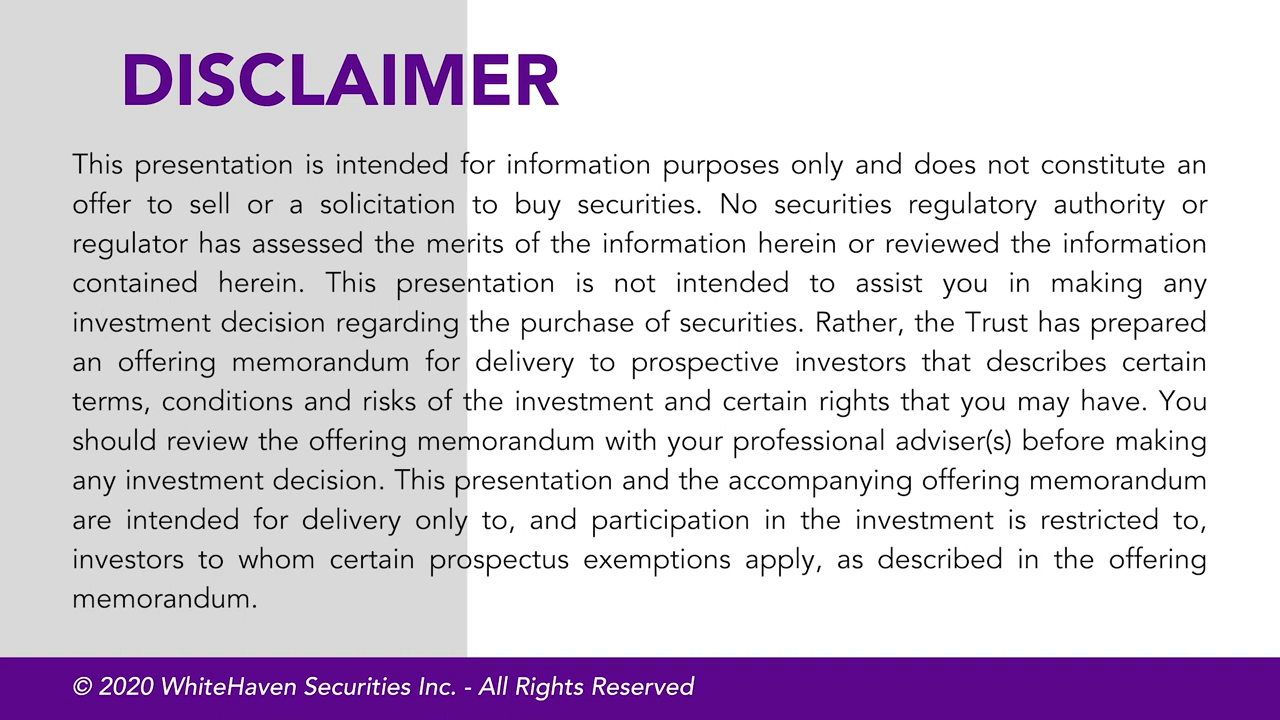 DISCLAIMER
This presentation is intended for information purposes only and does not constitute an
offer to sell or a solicitation to buy securities. No securities regulatory authority or
regulator has assessed the merits of the information herein or reviewed the information
contained herein. This presentation is not intended to assist you in making any
investment decision regarding the purchase of securities. Rather, the Trust has prepared
an offering memorandum for delivery to prospective investors that describes certain
terms, conditions and risks of the investment and certain rights that you may have. You
should review the offering memorandum with your professional adviser(s) before making
any investment decision. This presentation and the accompanying offering memorandum
are intended for delivery only to, and participation in the investment is restricted to,
investors to whom certain prospectus exemptions apply, as described in the offering
memorandum.
© 2020 WhiteHaven Securities Inc. - All Rights Reserved